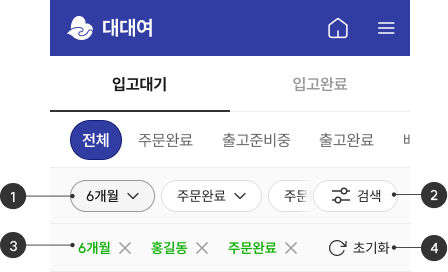 대대여
입고대기 입고완료
전체 주문완료 출고준비중 출고완료
1 6개월 주문완료 주문 검색 2
3 6개월 홍길동 주문완료 초기화 4